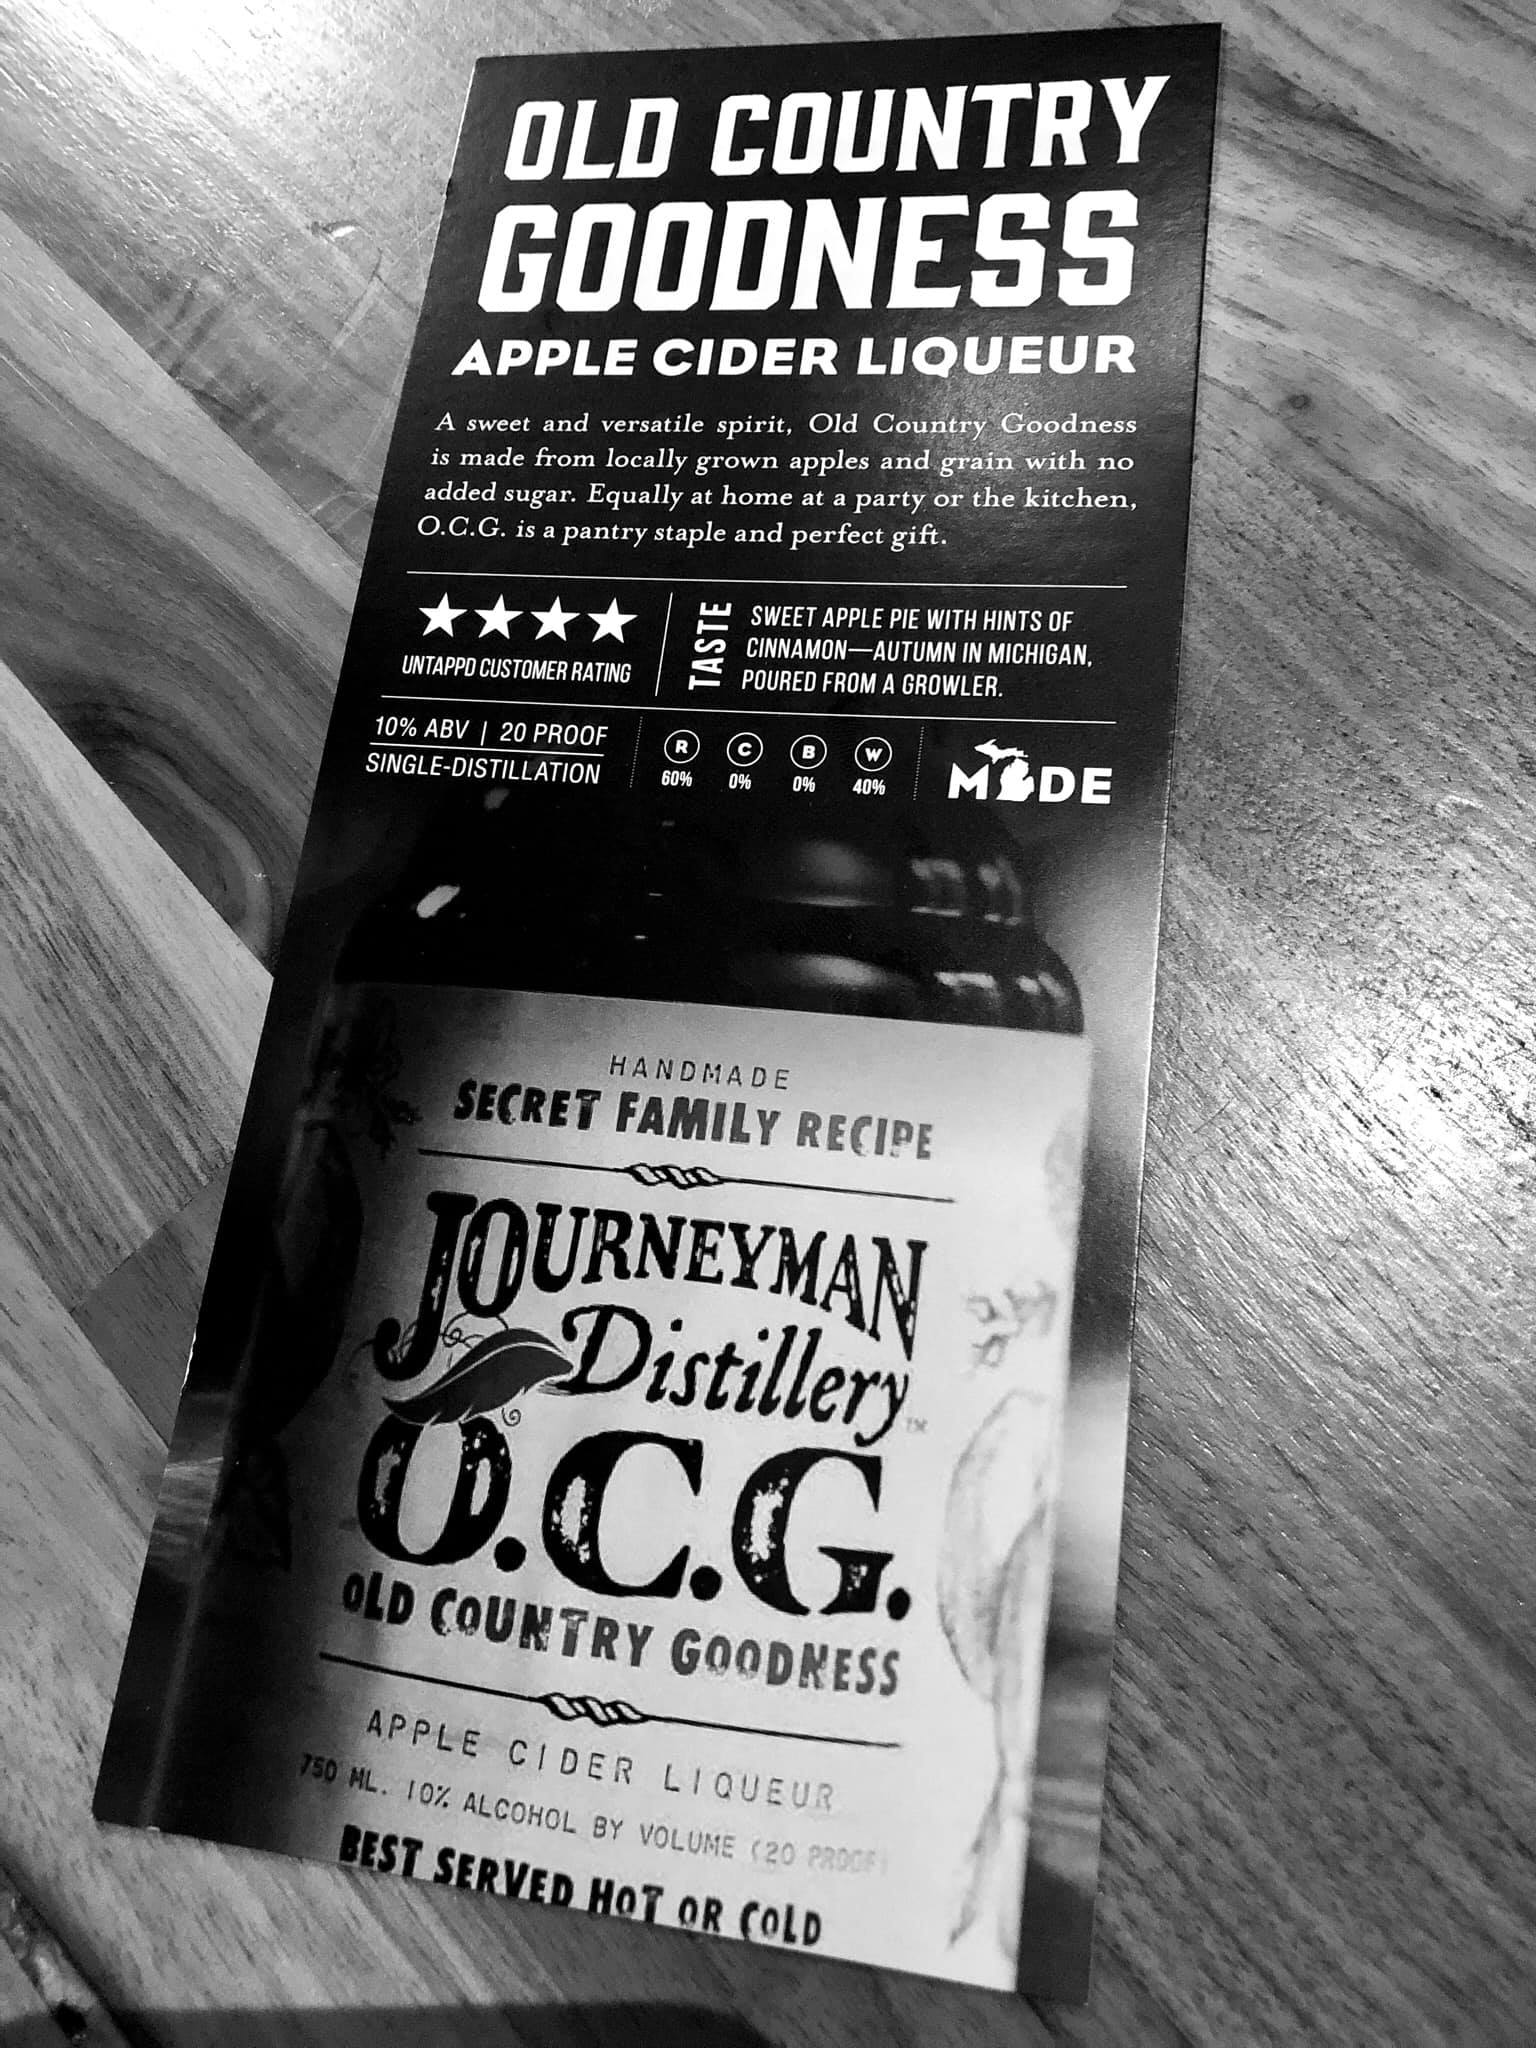 OLD COUNTRY
GOODNESS
APPLE CIDER LIQUEUR
A sweet and versatile spirit, Old Country Goodness
is made from locally grown apples and grain with no
added sugar. Equally at home at a party or the kitchen,
O.C.G. is a pantry staple and perfect gift.
UNTAPPD CUSTOMER RATING
TASTE
SWEET APPLE PIE WITH HINTS OF
CINNAMON—AUTUMN IN MICHIGAN,
POURED FROM A GROWLER.
10% ABV | 20 PROOF
SINGLE-DISTILLATION
R C B W
60% 0% 0% 40%
MADE
HANDMADE
SECRET FAMILY RECIPE
JOURNEYMAN
Distillery™
O.C.G.
OLD COUNTRY GOODNESS
APPLE CIDER LIQUEUR
750 ML. 10% ALCOHOL BY VOLUME (20 PROOF)
BEST SERVED HOT OR COLD